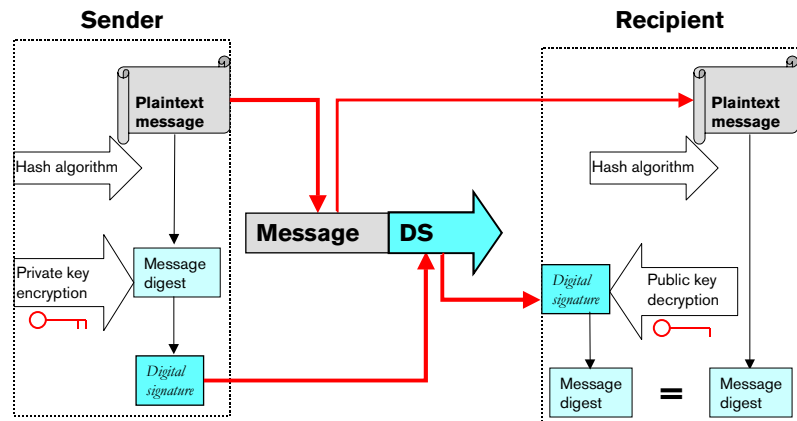 Sender
Recipient
Plaintext
message
Plaintext
message
Hash algorithm
Hash algorithm
Message
DS
Private key
encryption
Message
digest
Digital
signature
Public key
decryption
Digital
signature
Message
digest
=
Message
digest